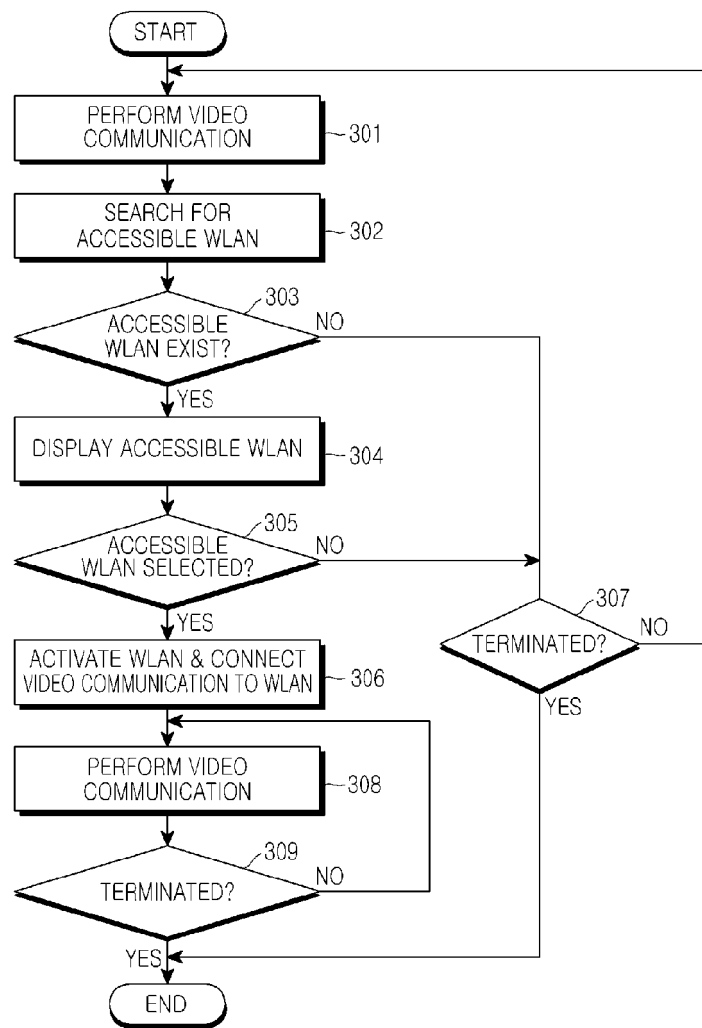 START
PERFORM VIDEO
COMMUNICATION
301
SEARCH FOR
ACCESSIBLE WLAN
302
303
ACCESSIBLE
WLAN EXIST?
NO
YES
DISPLAY ACCESSIBLE WLAN
304
305
ACCESSIBLE
WLAN SELECTED?
NO
YES
307
TERMINATED?
NO
YES
ACTIVATE WLAN & CONNECT
VIDEO COMMUNICATION TO WLAN
306
PERFORM VIDEO
COMMUNICATION
308
309
TERMINATED?
NO
YES
END